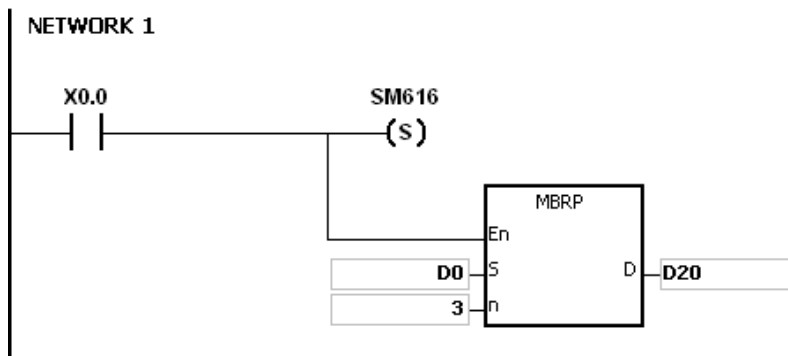 NETWORK 1
X0.0 SM616
(S)
MBRP
En
D0 S D D20
3 n